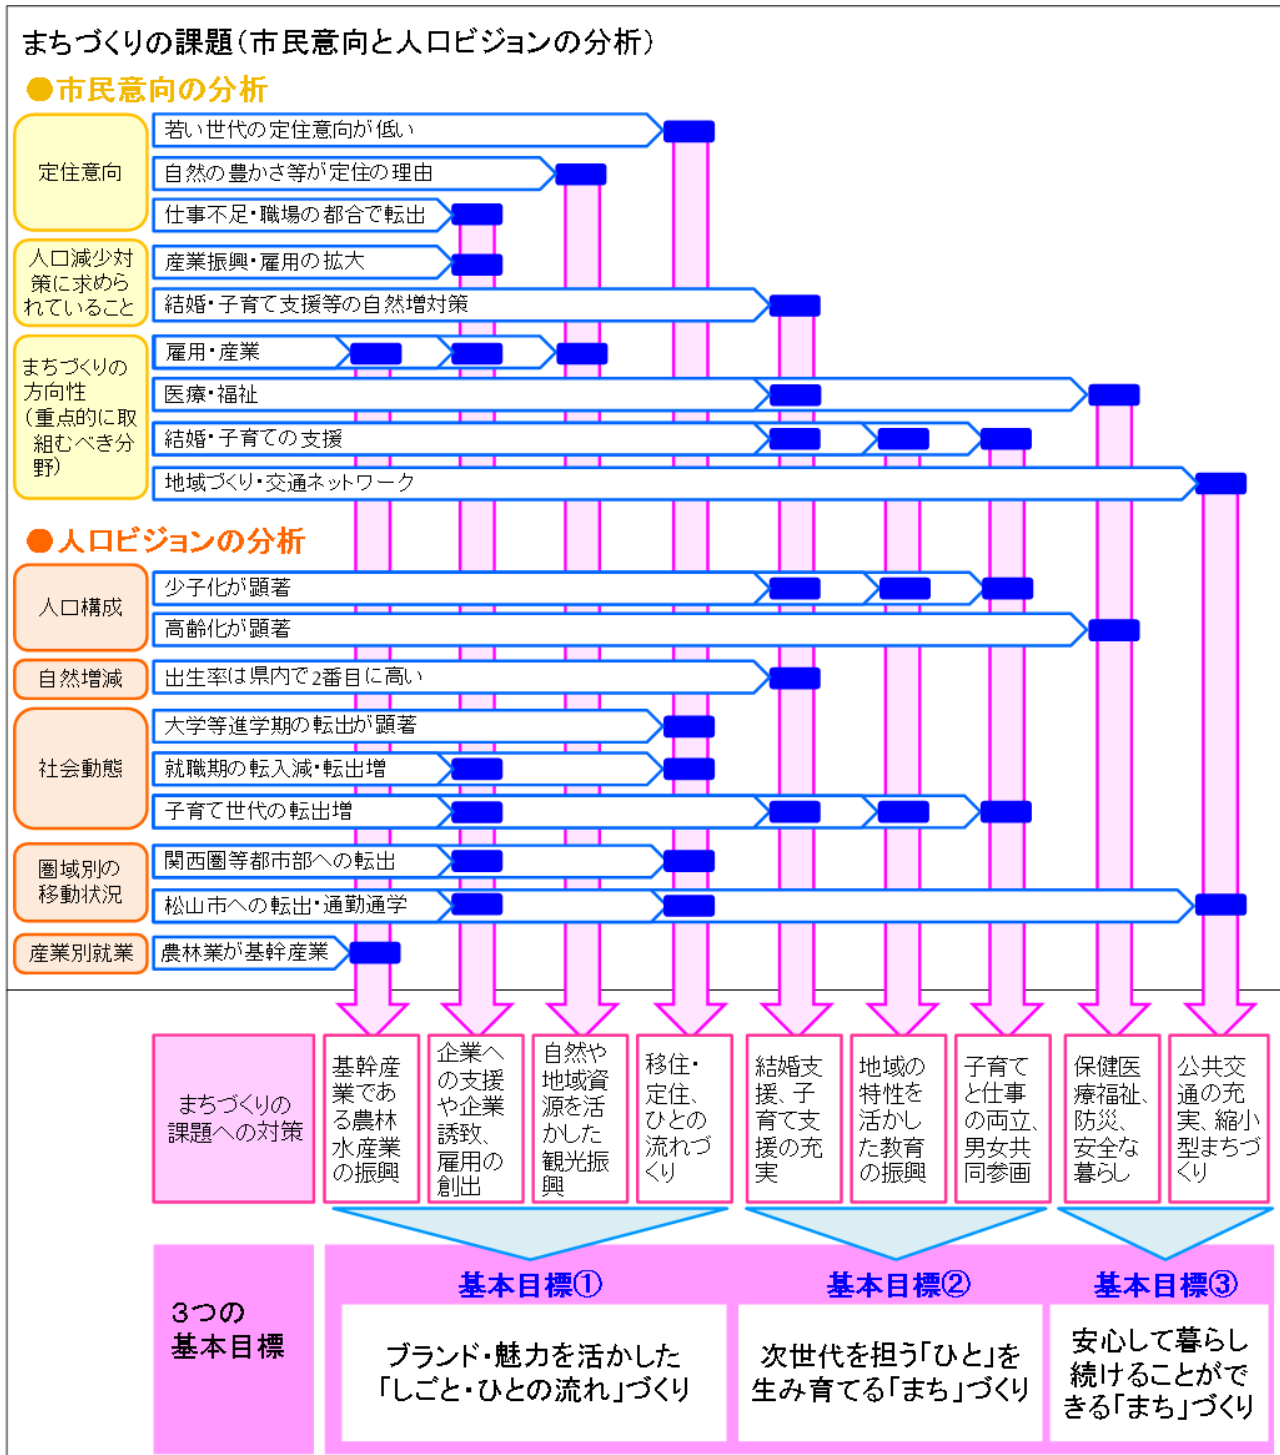 まちづくりの課題(市民意向と人口ビジョンの分析)
●市民意向の分析
定住意向
若い世代の定住意向が低い
自然の豊かさ等が定住の理由
仕事不足・職場の都合で転出
人口減少対
策に求めら
れていること
産業振興・雇用の拡大
結婚・子育て支援等の自然増対策
まちづくりの
方向性
(重点的に取
組むべき分
野)
雇用・産業
医療・福祉
結婚・子育ての支援
地域づくり・交通ネットワーク
●人口ビジョンの分析
人口構成
少子化が顕著
高齢化が顕著
自然増減
出生率は県内で2番目に高い
社会動態
大学等進学期の転出が顕著
就職期の転入減・転出増
子育て世代の転出増
圏域別の
移動状況
関西圏等都市部への転出
松山市への転出・通勤通学
産業別就業
農林業が基幹産業
まちづくりの
課題への対策
基幹産
業であ
る農林
水産業
の振興
企業へ
の支援
や企業
誘致、
雇用の
創出
自然や
地域資
源を活
かした
観光振
興
移住・
定住、
ひとの
流れづ
くり
結婚支
援、子
育て支
援の充
実
地域の
特性を
活かし
た教育
の振興
子育て
と仕事
の両立、
男女共
同参画
保健医
療福祉、
防災、
安全な
暮らし
公共交
通の充
実、縮小
型まちづ
くり
3つの
基本目標
基本目標①
ブランド・魅力を活かした
「しごと・ひとの流れ」づくり
基本目標②
次世代を担う「ひと」を
生み育てる「まち」づくり
基本目標③
安心して暮らし
続けることがで
きる「まち」づくり